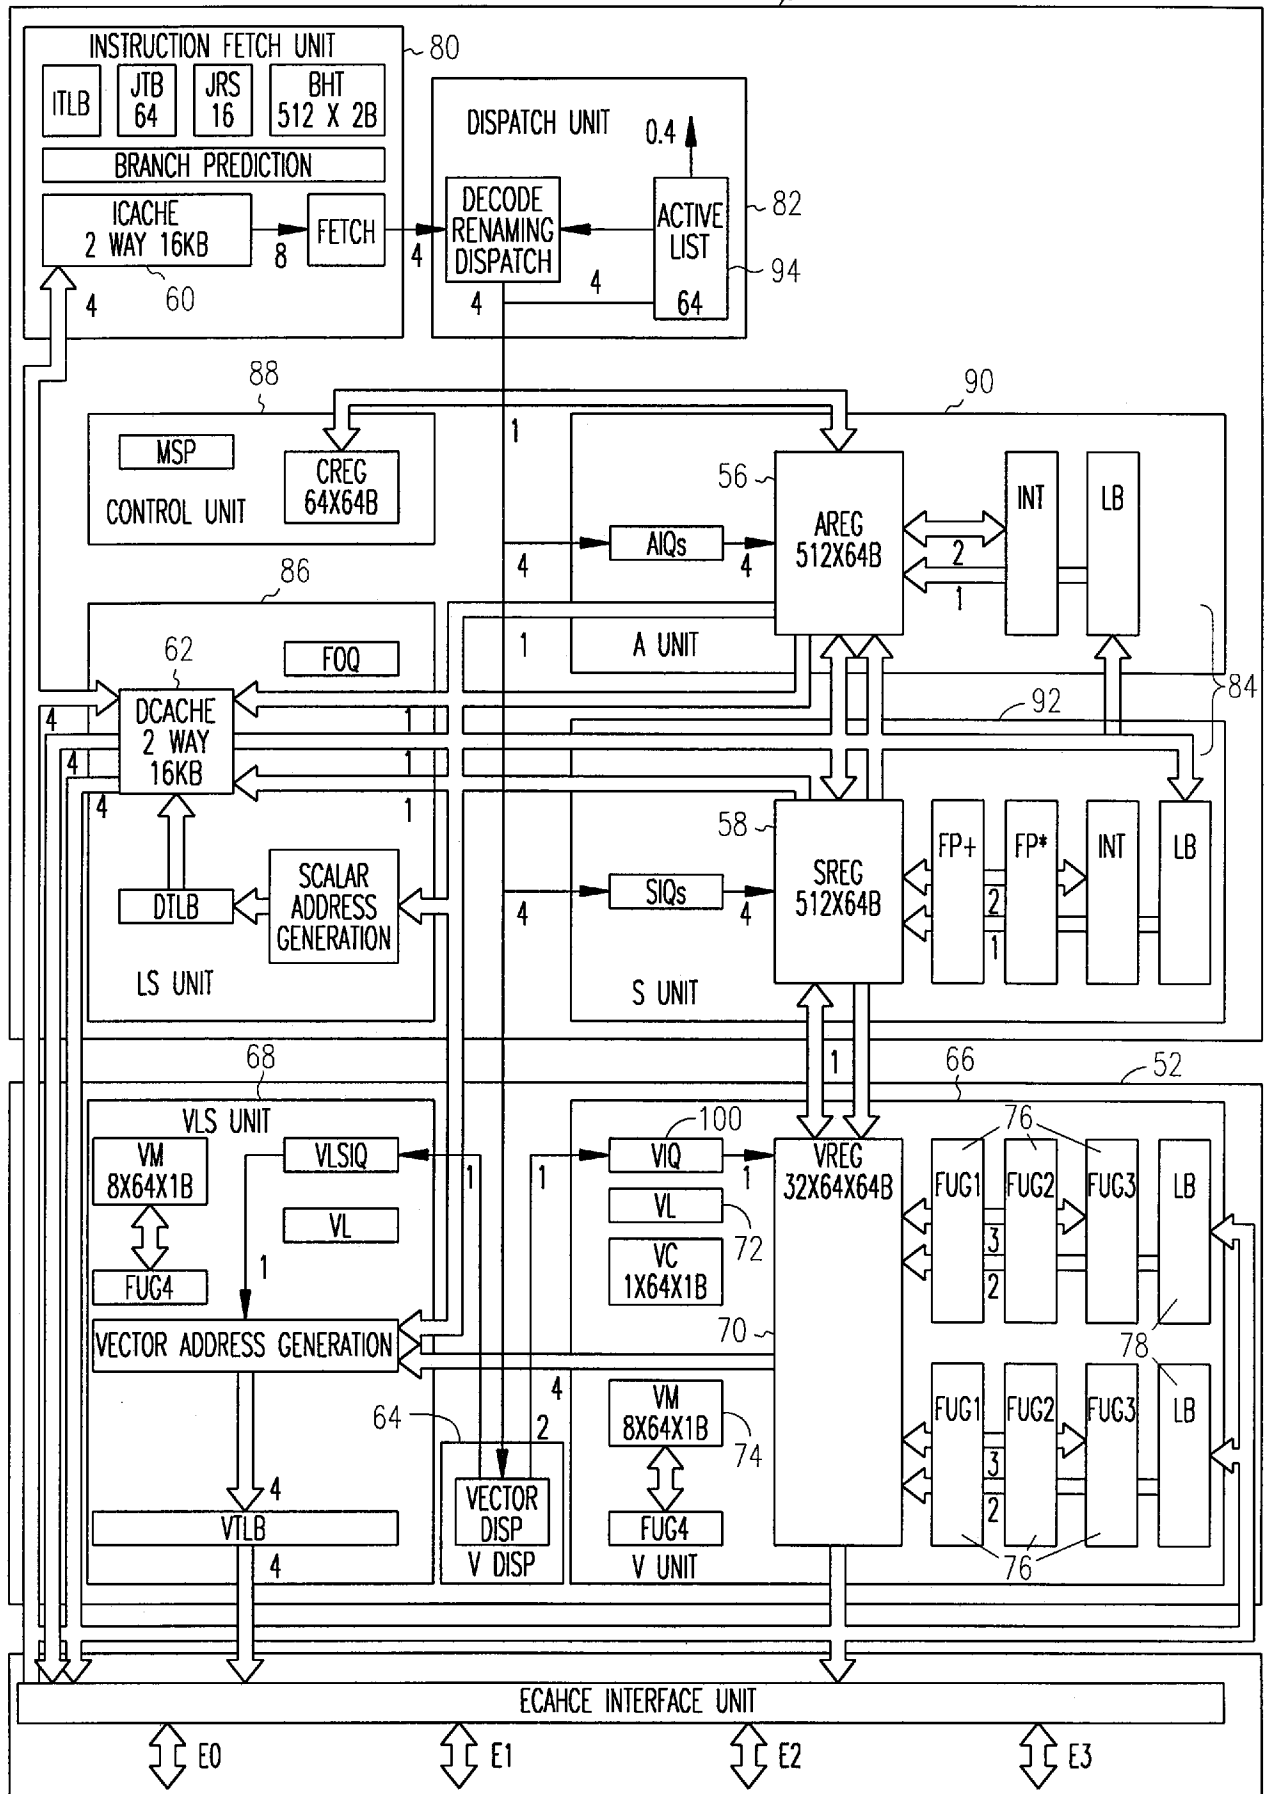 INSTRUCTION FETCH UNIT
80
ITLB
JTB
64
JRS
16
BHT
512 X 2B
BRANCH PREDICTION
ICACHE
2 WAY 16KB
8
FETCH
4
60
4
DISPATCH UNIT
0.4
DECODE
RENAMING
DISPATCH
ACTIVE
LIST
64
82
94
4
4
88
MSP
CREG
64X64B
CONTROL UNIT
1
90
56
AREG
512X64B
INT
LB
AIQs
4
4
2
1
A UNIT
1
84
86
FOQ
62
DCACHE
2 WAY
16KB
4
4
4
1
1
1
DTLB
SCALAR
ADDRESS
GENERATION
LS UNIT
92
58
SREG
512X64B
FP+
FP*
INT
LB
SIQs
4
4
2
1
S UNIT
1
68
66
52
VLS UNIT
VM
8X64X1B
VLSIQ
VL
1
1
FUG4
1
VECTOR ADDRESS GENERATION
4
VTLB
4
64
VECTOR
DISP
V DISP
4
2
100
VIQ
1
VL
72
VC
1X64X1B
70
VREG
32X64X64B
76
FUG1
FUG2
FUG3
LB
3
2
78
VM
8X64X1B
74
FUG4
V UNIT
FUG1
FUG2
FUG3
LB
3
2
76
ECAHCE INTERFACE UNIT
E0
E1
E2
E3